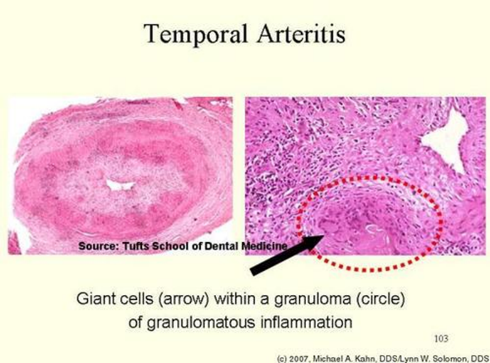 Temporal Arteritis
Source: Tufts School of Dental Medicine
Giant cells (arrow) within a granuloma (circle)
of granulomatous inflammation
103
(c) 2007, Michael A. Kahn, DDS/Lynn W. Solomon, DDS